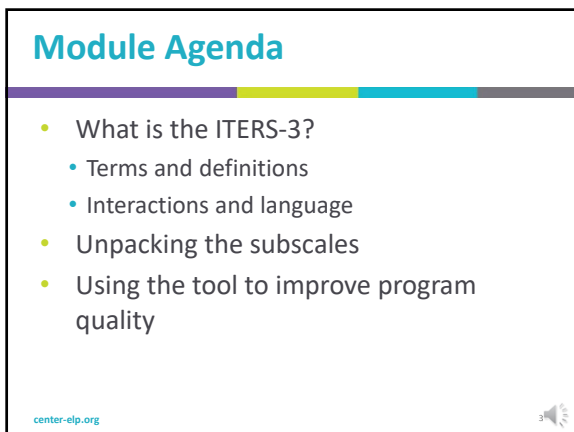 Module Agenda
• What is the ITERS-3?
• Terms and definitions
• Interactions and language
• Unpacking the subscales
• Using the tool to improve program
quality
center-elp.org
3